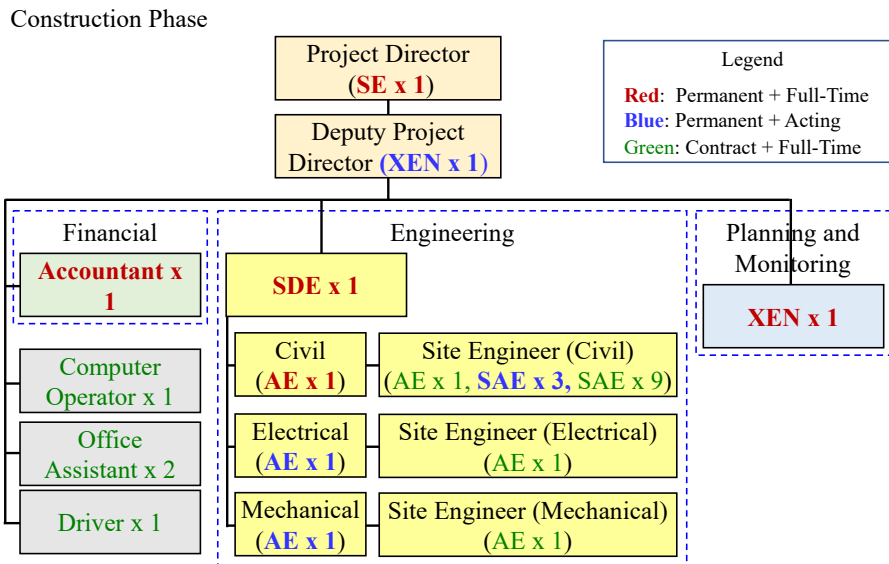 Construction Phase
Project Director
(SE x 1)
Deputy Project
Director (XEN x 1)
Legend
Red: Permanent + Full-Time
Blue: Permanent + Acting
Green: Contract + Full-Time
Financial
Accountant x
1
Computer
Operator x 1
Office
Assistant x 2
Driver x 1
Engineering
SDE x 1
Civil
(AE x 1)
Site Engineer (Civil)
(AE x 1, SAE x 3, SAE x 9)
Electrical
(AE x 1)
Site Engineer (Electrical)
(AE x 1)
Mechanical
(AE x 1)
Site Engineer (Mechanical)
(AE x 1)
Planning and
Monitoring
XEN x 1